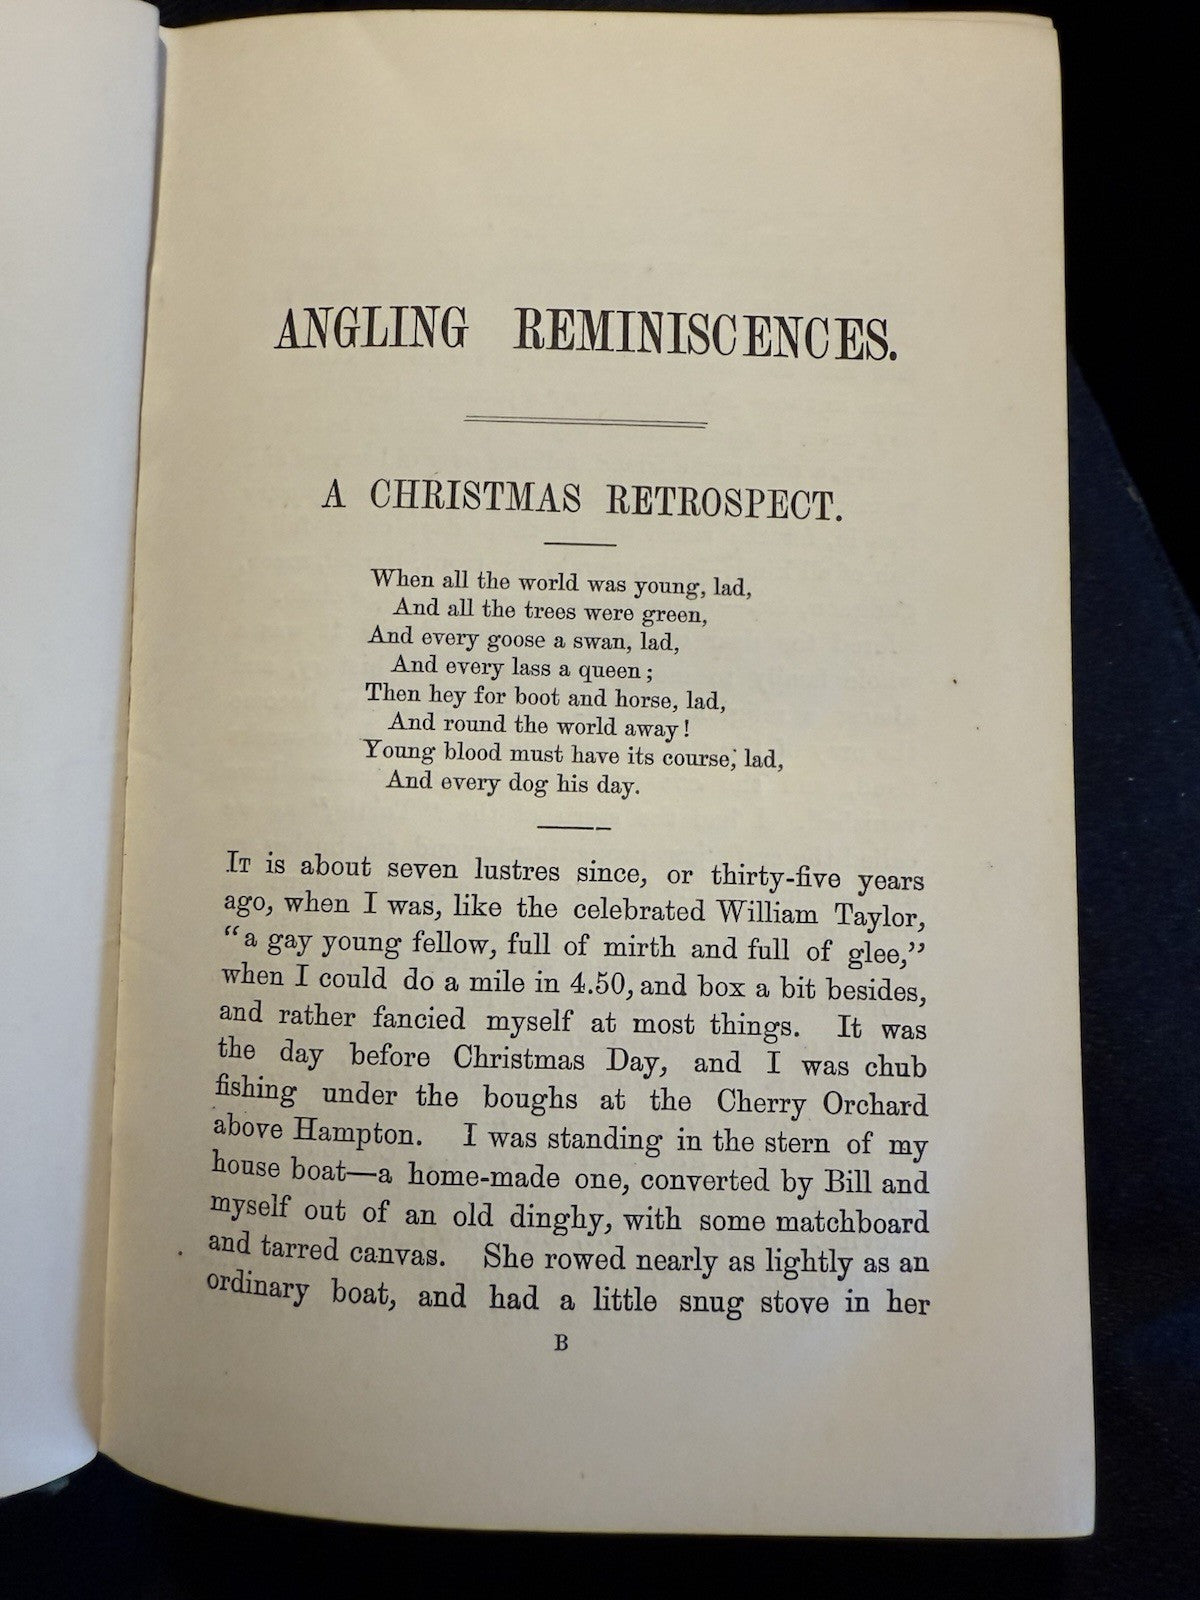 ANGLING REMINISCENCES.
A CHRISTMAS RETROSPECT.
When all the world was young, lad,
And all the trees were green,
And every goose a swan, lad,
And every lass a queen;
Then hey for boot and horse, lad,
And round the world away!
Young blood must have its course, lad,
And every dog his day.
It is about seven lustres since, or thirty-five years
ago, when I was, like the celebrated William Taylor,
“a gay young fellow, full of mirth and full of glee,”
when I could do a mile in 4.50, and box a bit besides,
and rather fancied myself at most things. It was
the day before Christmas Day, and I was chub
fishing under the boughs at the Cherry Orchard
above Hampton. I was standing in the stern of my
house boat—a home-made one, converted by Bill and
myself out of an old dinghy, with some matchboard
and tarred canvas. She rowed nearly as lightly as an
ordinary boat, and had a little snug stove in her
B